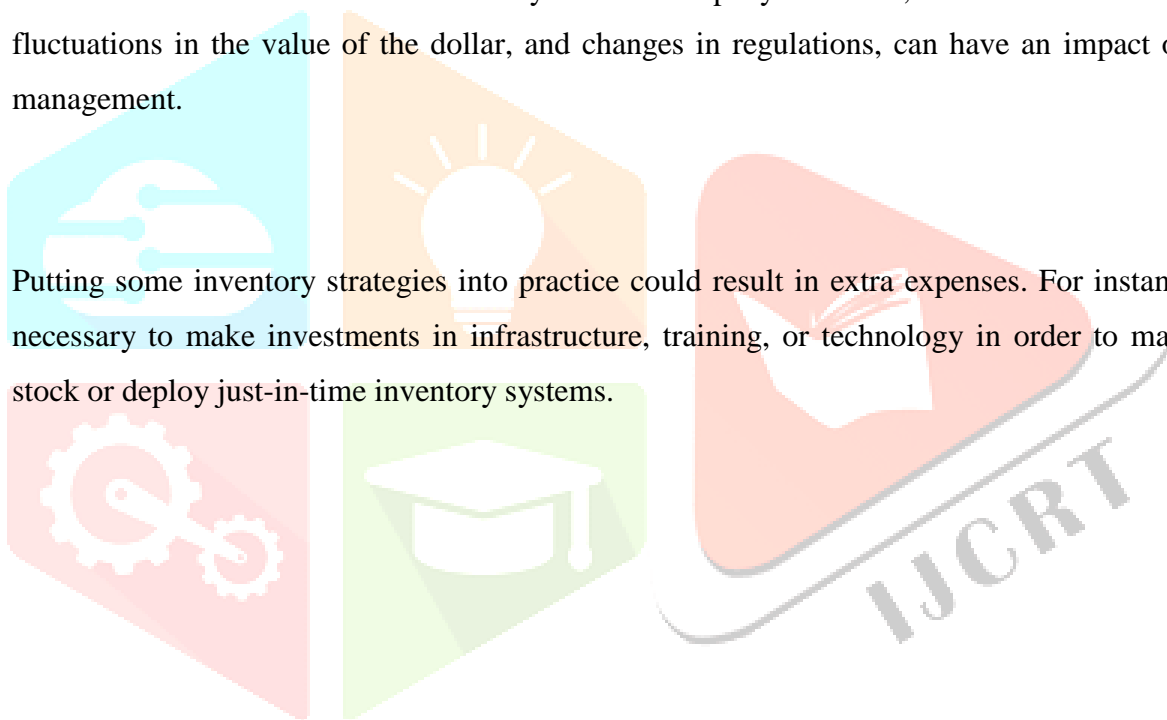 fluctuations in the value of the dollar, and changes in regulations, can have an impact
management.
Putting some inventory strategies into practice could result in extra expenses. For
necessary to make investments in infrastructure, training, or technology in order to
stock or deploy just-in-time inventory systems.
IJCRT